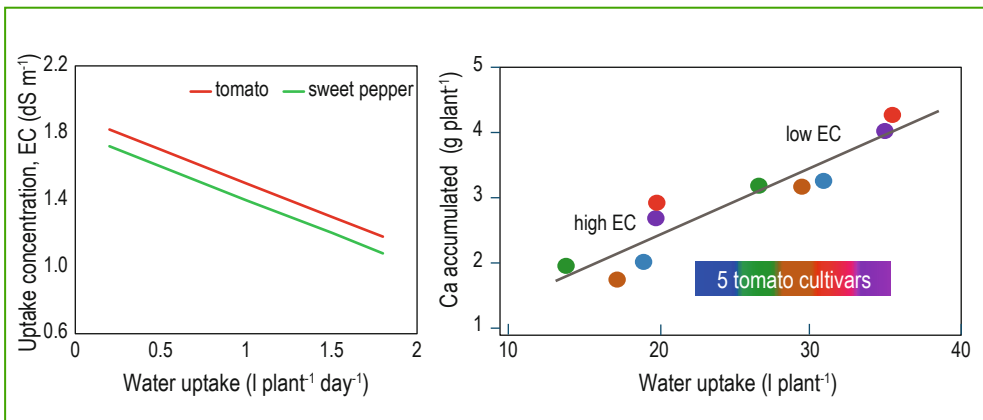 Uptake concentration, EC (dS m-1)
2.2
1.8
1.4
1.0
0.6
tomato
sweet pepper
0
0.5
1
1.5
2
Water uptake (l plant-1 day-1)
Ca accumulated (g plant-1)
5
4
3
2
1
low EC
high EC
5 tomato cultivars
10
20
30
40
Water uptake (l plant-1)